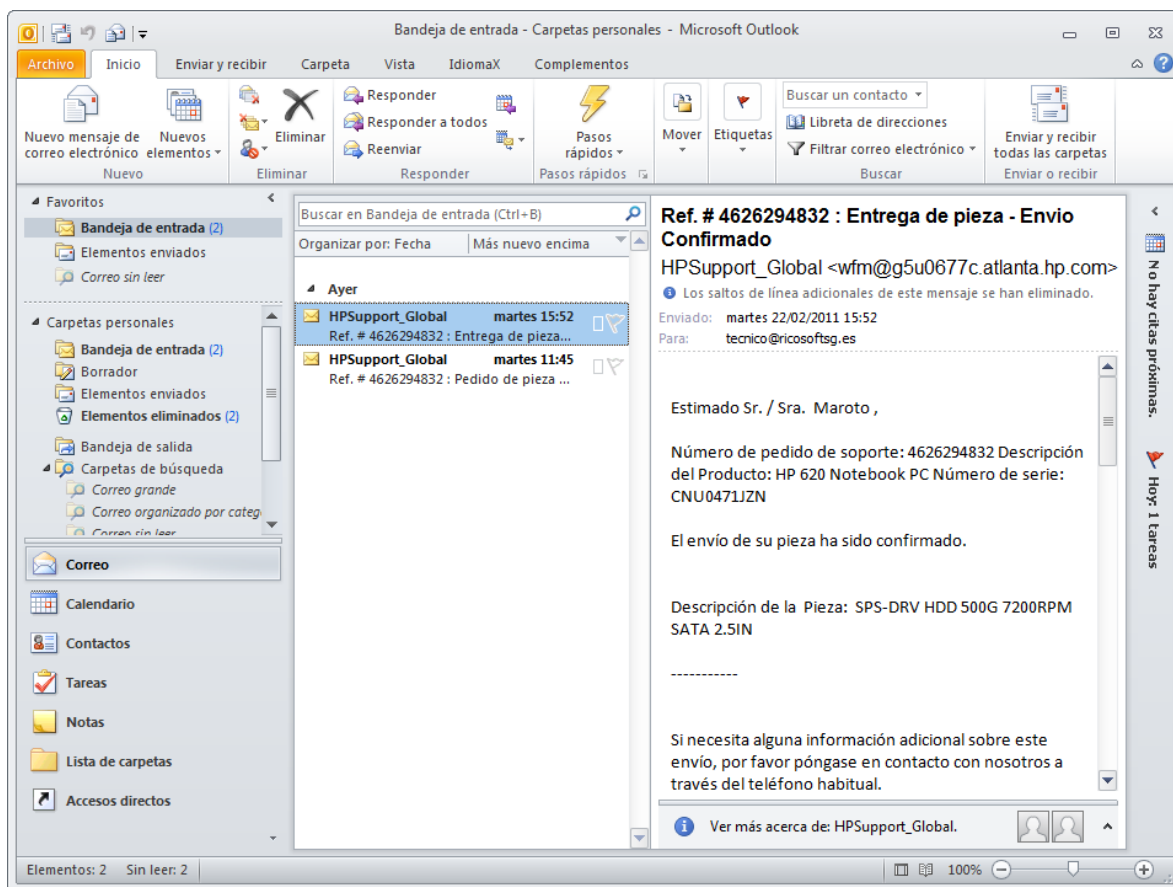 Bandeja de entrada - Carpetas personales - Microsoft Outlook
Archivo Inicio Enviar y recibir Carpeta Vista IdiomaX Complementos
Nuevo mensaje de correo electrónico
Nuevos elementos
Nuevo
Eliminar
Eliminar
Responder
Responder a todos
Reenviar
Responder
Pasos rápidos
Pasos rápidos
Mover
Etiquetas
Buscar un contacto
Libreta de direcciones
Filtrar correo electrónico
Buscar
Enviar y recibir todas las carpetas
Enviar o recibir
Favoritos
Bandeja de entrada (2)
Elementos enviados
Correo sin leer
Carpetas personales
Bandeja de entrada (2)
Borrador
Elementos enviados
Elementos eliminados (2)
Bandeja de salida
Carpetas de búsqueda
Correo grande
Correo organizado por categ
Correo sin leer
Correo
Calendario
Contactos
Tareas
Notas
Lista de carpetas
Accesos directos
Buscar en Bandeja de entrada (Ctrl+B)
Organizar por: Fecha Más nuevo encima
Ayer
HPSupport_Global martes 15:52
Ref. # 4626294832 : Entrega de pieza...
HPSupport_Global martes 11:45
Ref. # 4626294832 : Pedido de pieza ...
Ref. # 4626294832 : Entrega de pieza - Envio
Confirmado
HPSupport_Global <wfm@g5u0677c.atlanta.hp.com>
Los saltos de línea adicionales de este mensaje se han eliminado.
Enviado: martes 22/02/2011 15:52
Para: tecnico@ricosoftsg.es
Estimado Sr. / Sra. Maroto ,
Número de pedido de soporte: 4626294832 Descripción
del Producto: HP 620 Notebook PC Número de serie:
CNU0471JZN
El envío de su pieza ha sido confirmado.
Descripción de la Pieza: SPS-DRV HDD 500G 7200RPM
SATA 2.5IN
-----------
Si necesita alguna información adicional sobre este
envío, por favor póngase en contacto con nosotros a
través del teléfono habitual.
Ver más acerca de: HPSupport_Global.
No hay citas próximas.
Hoy: 1 tareas
Elementos: 2 Sin leer: 2
100%